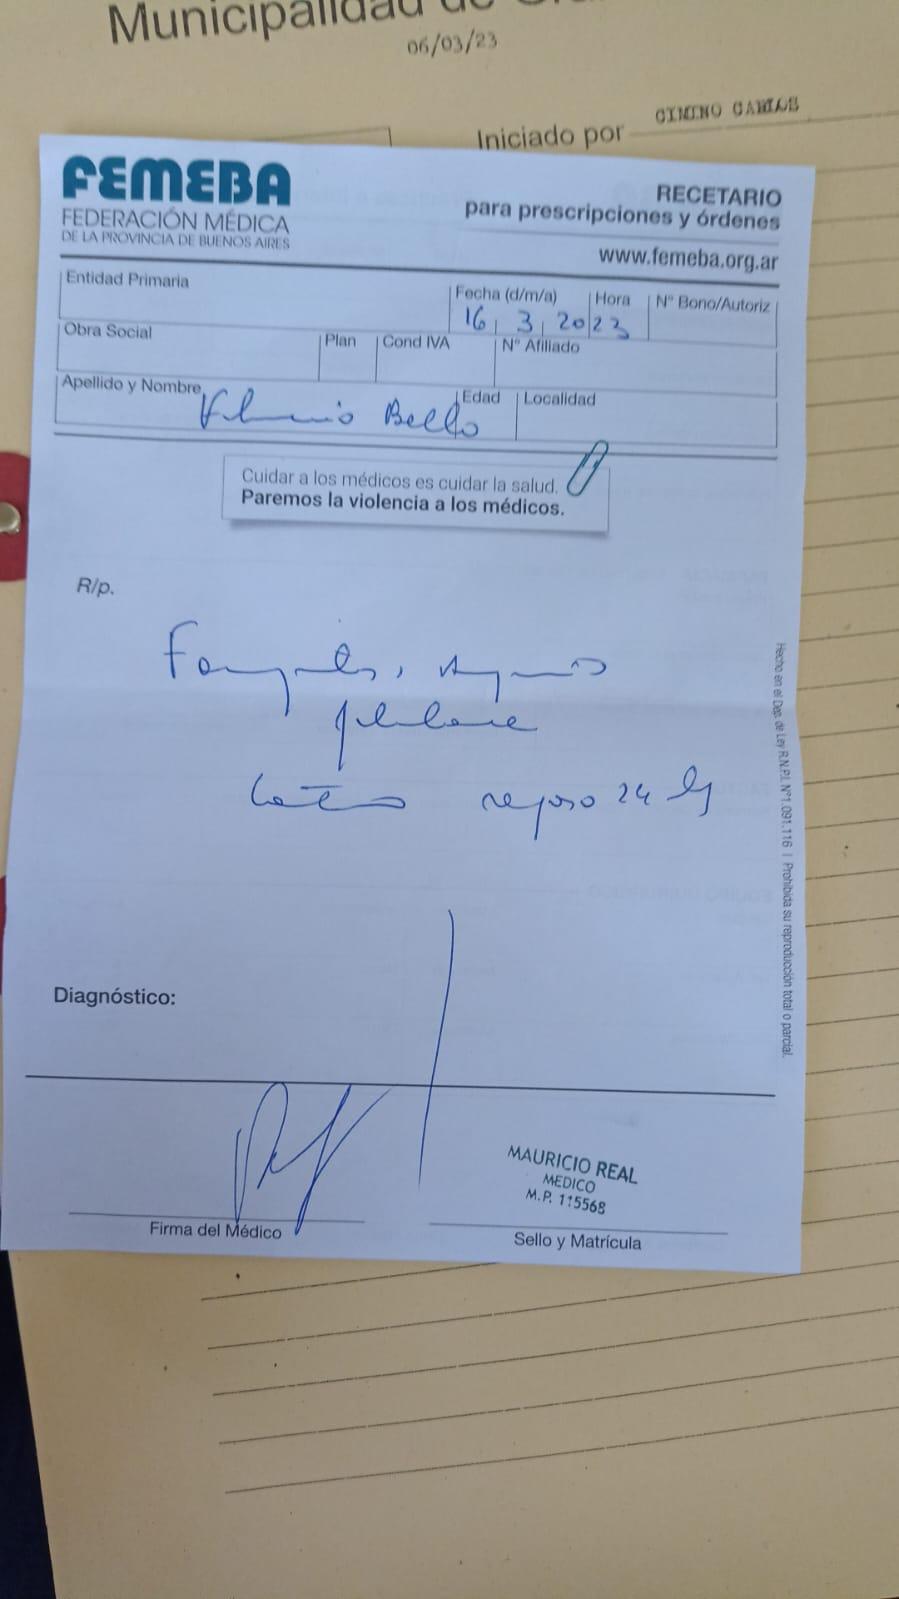 Municipalidad de
06/03/23
Iniciado por CIMINO CARLOS
FEMEBA
FEDERACIÓN MÉDICA
DE LA PROVINCIA DE BUENOS AIRES
RECETARIO
para prescripciones y órdenes
www.femeba.org.ar
Entidad Primaria
Fecha (d/m/a) Hora N° Bono/Autoriz
16 3 2023
Obra Social Plan Cond IVA N° Afiliado
Apellido y Nombre Edad Localidad
Bello
Cuidar a los médicos es cuidar la salud.
Paremos la violencia a los médicos.
R/p.
reposo 24
Diagnóstico:
Hecho en el Dep. de Ley R.N.P.I. N°1.091.116 | Prohibida su reproducción total o parcial.
MAURICIO REAL
MEDICO
M.P. 115568
Firma del Médico
Sello y Matrícula